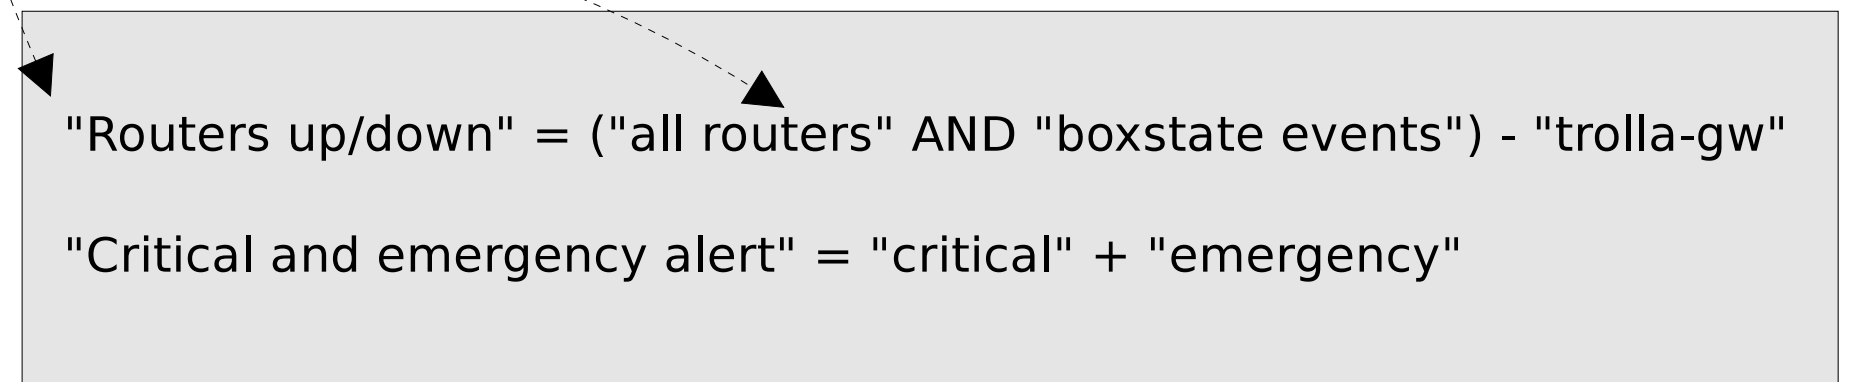 "Routers up/down" = ("all routers" AND "boxstate events") - "trolla-gw"
"Critical and emergency alert" = "critical" + "emergency"